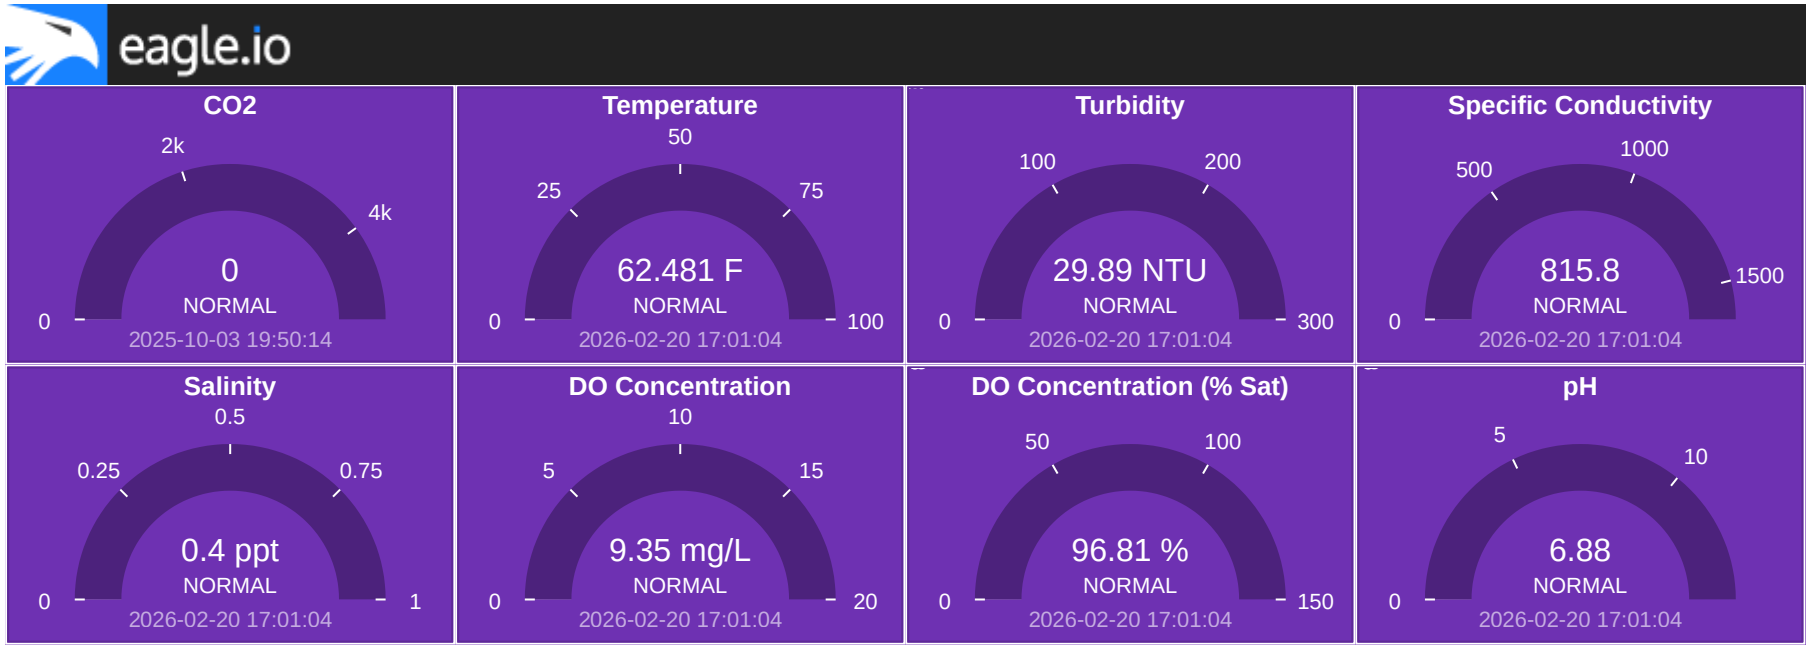 eagle.io
CO2
2k
4k
0
0
NORMAL
2025-10-03 19:50:14
Temperature
50
25
75
62.481 F
NORMAL
0
100
2026-02-20 17:01:04
Turbidity
100
200
29.89 NTU
NORMAL
0
300
2026-02-20 17:01:04
Specific Conductivity
1000
500
815.8
1500
NORMAL
0
2026-02-20 17:01:04
Salinity
0.5
0.25
0.75
0.4 ppt
NORMAL
0
1
2026-02-20 17:01:04
DO Concentration
10
5
15
9.35 mg/L
NORMAL
0
20
2026-02-20 17:01:04
DO Concentration (% Sat)
50
100
96.81 %
NORMAL
0
150
2026-02-20 17:01:04
pH
5
10
6.88
NORMAL
0
2026-02-20 17:01:04